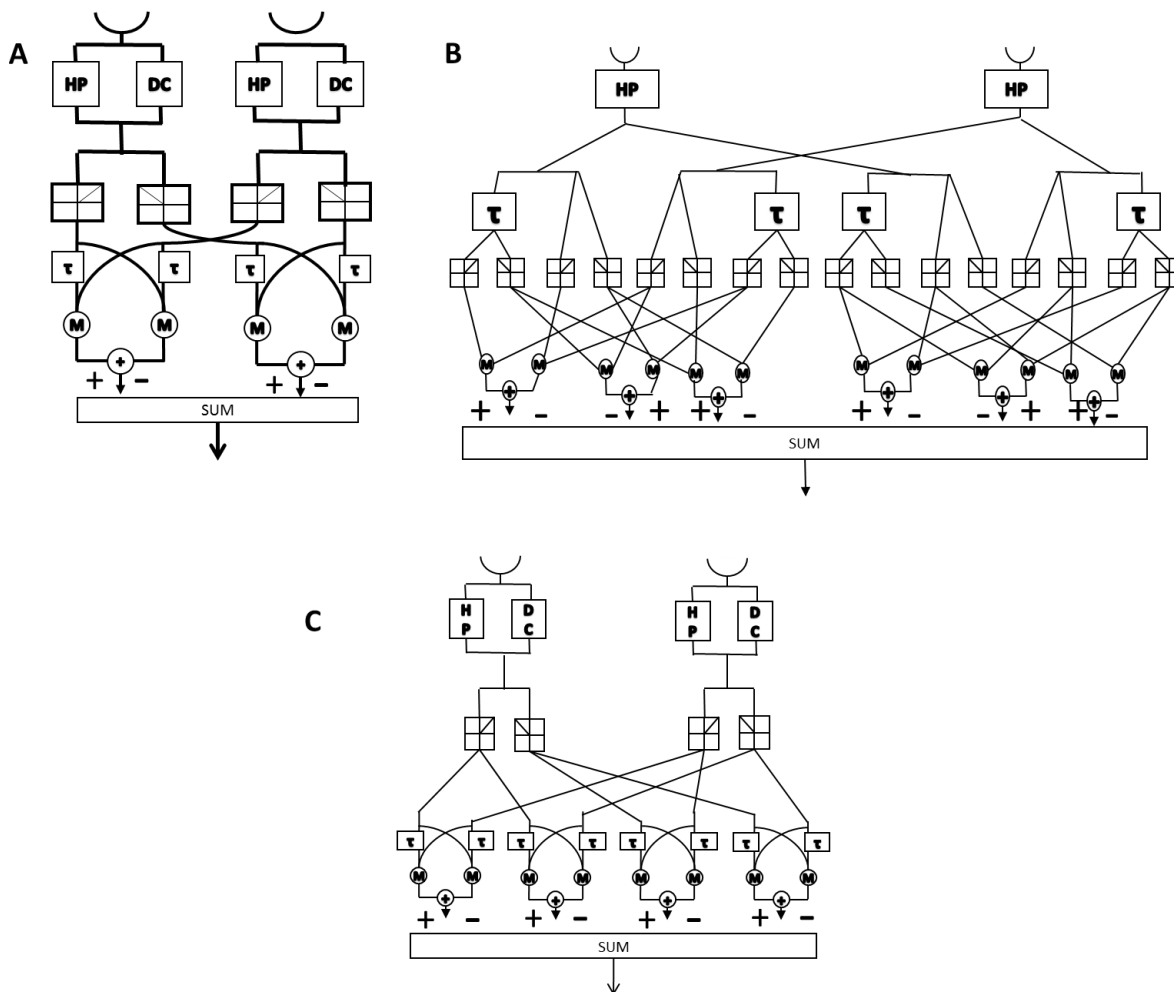 A
HP DC HP DC
τ τ τ τ
M M M M
+ +
+ - + -
SUM
B
HP HP
τ τ τ τ
M M M M M M M M M M M M
+ + + + + +
+ - - + + - + - - + + -
SUM
C
H P D C H P D C
τ τ τ τ τ τ τ τ
M M M M M M M M
+ + + +
+ - + - + - + -
SUM